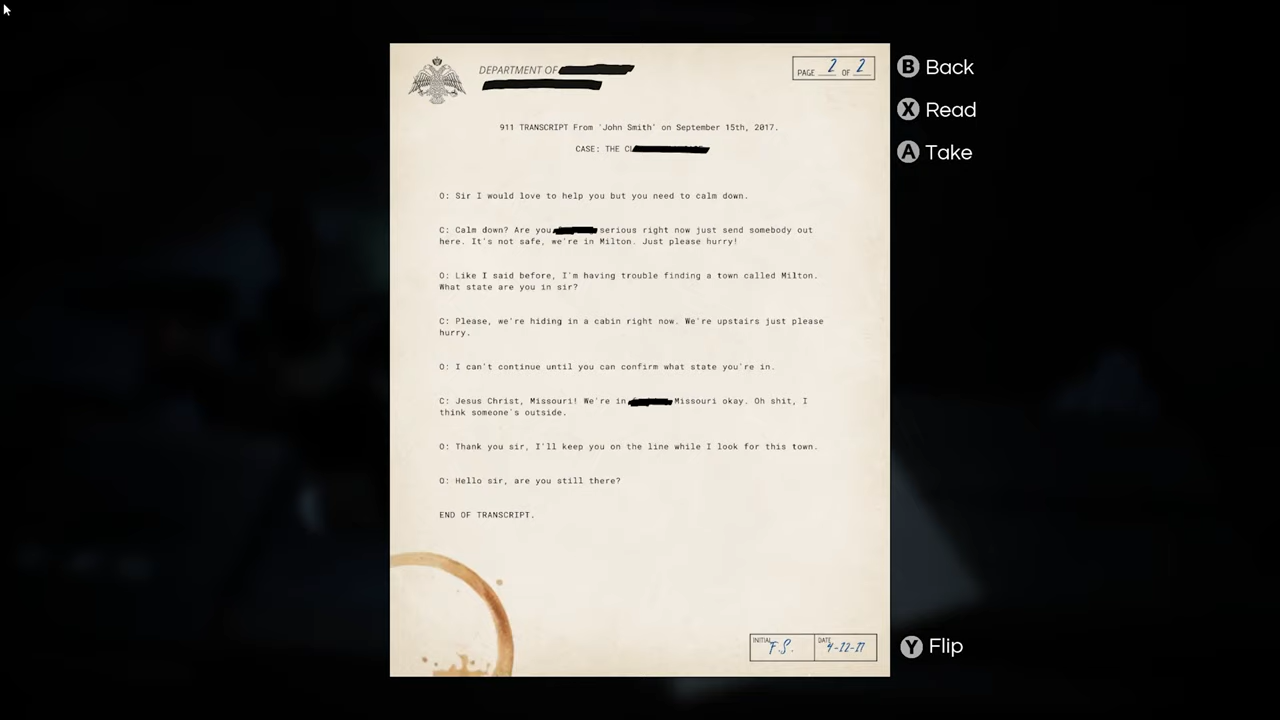 B Back
X Read
A Take
DEPARTMENT OF
PAGE 2 OF 2
911 TRANSCRIPT From 'John Smith' on September 15th, 2017.
CASE: THE CL
O: Sir I would love to help you but you need to calm down.
C: Calm down? Are you serious right now just send somebody out
here. It's not safe, we're in Milton. Just please hurry!
O: Like I said before, I'm having trouble finding a town called Milton.
What state are you in sir?
C: Please, we're hiding in a cabin right now. We're upstairs just please
hurry.
O: I can't continue until you can confirm what state you're in.
C: Jesus Christ, Missouri! We're in Missouri okay. Oh shit, I
think someone's outside.
O: Thank you sir, I'll keep you on the line while I look for this town.
O: Hello sir, are you still there?
END OF TRANSCRIPT.
INITIAL F.S. DATE 4-12-17
Y Flip